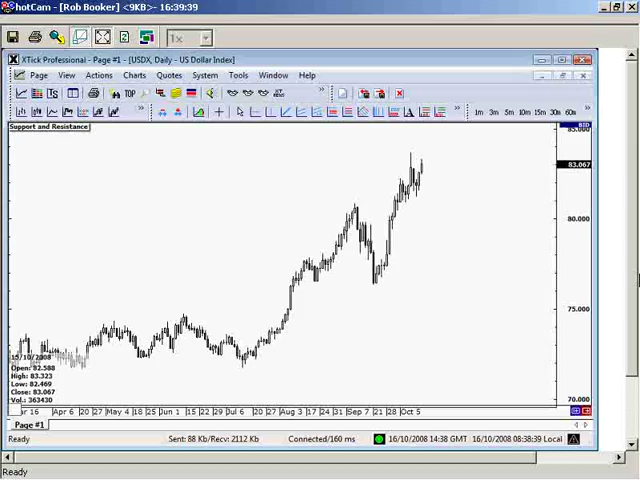 hotCam - [Rob Booker] <9KB> - 16:39:39
1x
XTick Professional - Page #1 - [USDX, Daily - US Dollar Index]
Page View Actions Charts Quotes System Tools Window Help
TOP
A 1m 3m 5m 10m 15m 30m 60m
Support and Resistance
BID
85.000
83.067
80.000
75.000
70.000
15/10/2008
Open: 82.588
High: 83.323
Low: 82.469
Close: 83.067
Vol.: 363430
ar 16 Apr 6 20 27 May 4 18 25 Jun 1 15 22 29 Jul 6 20 27 Aug 3 17 24 31 Sep 7 21 28 Oct 5
Page #1
Ready Sent: 88 Kb/Recv: 2112 Kb Connected/160 ms 16/10/2008 14:38 GMT 16/10/2008 08:38:39 Local
Ready